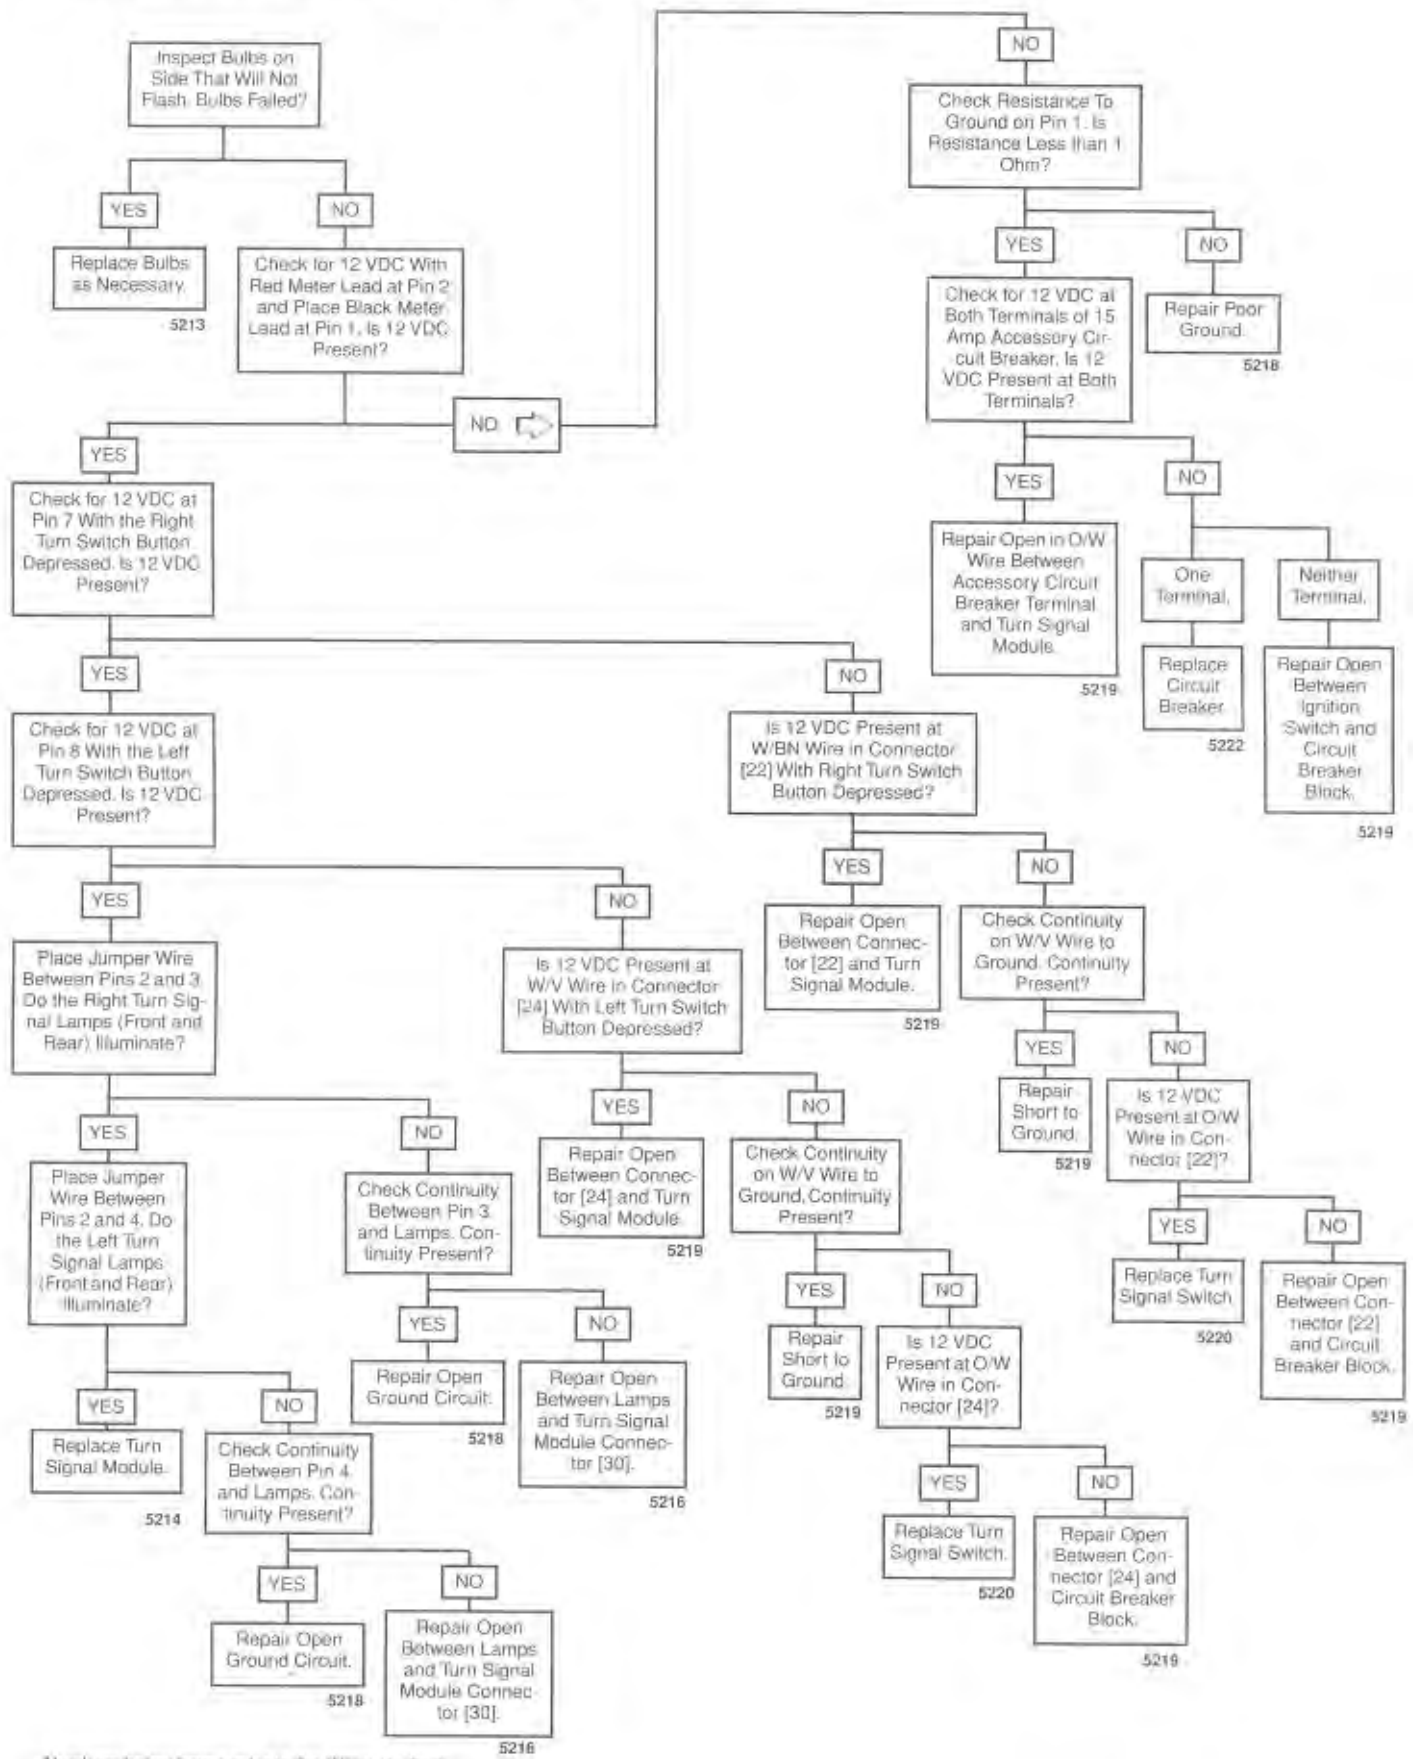 Inspect Bulbs on
Side That Will Not
Flash. Bulbs Failed?
YES
NO
Replace Bulbs
as Necessary.
5213
Check for 12 VDC With
Red Meter Lead at Pin 2
and Place Black Meter
Lead at Pin 1. Is 12 VDC
Present?
NO
YES
Check for 12 VDC at
Pin 7 With the Right
Turn Switch Button
Depressed. Is 12 VDC
Present?
YES
NO
Check for 12 VDC at
Pin 8 With the Left
Turn Switch Button
Depressed. Is 12 VDC
Present?
YES
NO
Place Jumper Wire
Between Pins 2 and 3.
Do the Right Turn Sig-
nal Lamps (Front and
Rear) Illuminate?
YES
NO
Place Jumper
Wire Between
Pins 2 and 4. Do
the Left Turn
Signal Lamps
(Front and Rear)
Illuminate?
YES
NO
Replace Turn
Signal Module.
5214
Check Continuity
Between Pin 4
and Lamps. Con-
tinuity Present?
YES
NO
Repair Open
Ground Circuit.
5218
Repair Open
Between Lamps
and Turn Signal
Module Connec-
tor [30].
5216
Check Continuity
Between Pin 3
and Lamps. Con-
tinuity Present?
YES
NO
Repair Open
Ground Circuit.
5218
Repair Open
Between Lamps
and Turn Signal
Module Connec-
tor [30].
5216
Is 12 VDC Present at
W/V Wire in Connector
[24] With Left Turn Switch
Button Depressed?
YES
NO
Repair Open
Between Connec-
tor [24] and Turn
Signal Module.
5219
Check Continuity
on W/V Wire to
Ground. Continuity
Present?
YES
NO
Repair
Short to
Ground.
5219
Is 12 VDC
Present at O/W
Wire in Con-
nector [24]?
YES
NO
Replace Turn
Signal Switch.
5220
Repair Open
Between Con-
nector [24] and
Circuit Breaker
Block.
5219
Is 12 VDC Present at
W/BN Wire in Connector
[22] With Right Turn Switch
Button Depressed?
YES
NO
Repair Open
Between Connec-
tor [22] and Turn
Signal Module.
5219
Check Continuity
on W/V Wire to
Ground. Continuity
Present?
YES
NO
Repair
Short to
Ground.
5219
Is 12 VDC
Present at O/W
Wire in Con-
nector [22]?
YES
NO
Replace Turn
Signal Switch
5220
Repair Open
Between Con-
nector [22]
and Circuit
Breaker Block.
5219
NO
Check Resistance To
Ground on Pin 1. Is
Resistance Less than 1
Ohm?
YES
NO
Repair Poor
Ground.
5218
Check for 12 VDC at
Both Terminals of 15
Amp Accessory Cir-
cuit Breaker. Is 12
VDC Present at Both
Terminals?
YES
NO
Repair Open in O/W
Wire Between
Accessory Circuit
Breaker Terminal
and Turn Signal
Module.
5219
One
Terminal.
Neither
Terminal.
Replace
Circuit
Breaker
5222
Repair Open
Between
Ignition
Switch and
Circuit
Breaker
Block.
5219